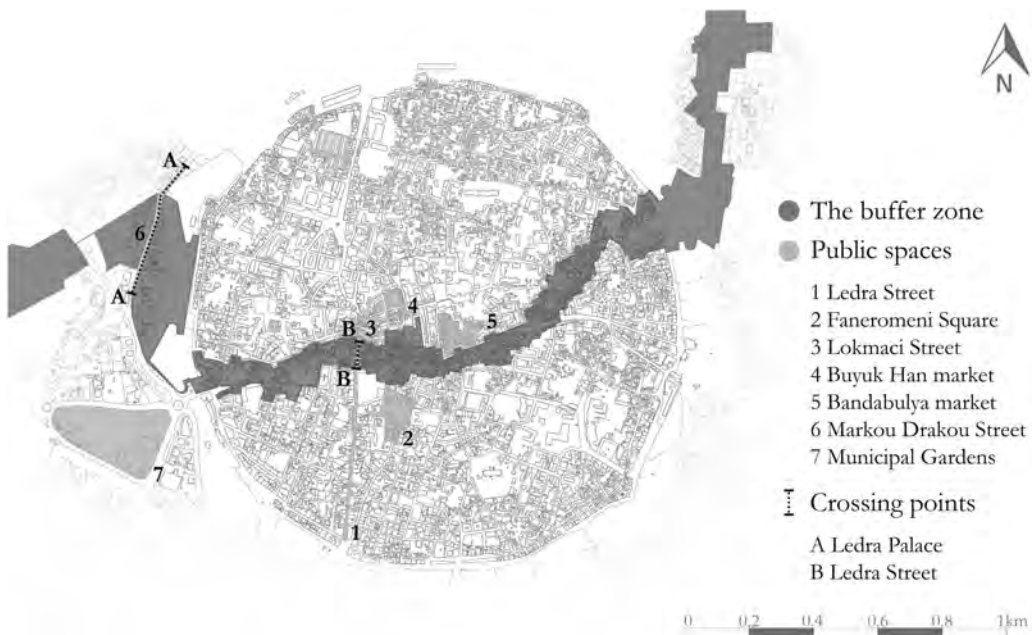 N
A
6
A
4
B 3
5
B
2
7
1
The buffer zone
Public spaces
1 Ledra Street
2 Faneromeni Square
3 Lokmaci Street
4 Buyuk Han market
5 Bandabulya market
6 Markou Drakou Street
7 Municipal Gardens
Crossing points
A Ledra Palace
B Ledra Street
0 0.2 0.4 0.6 0.8 1km